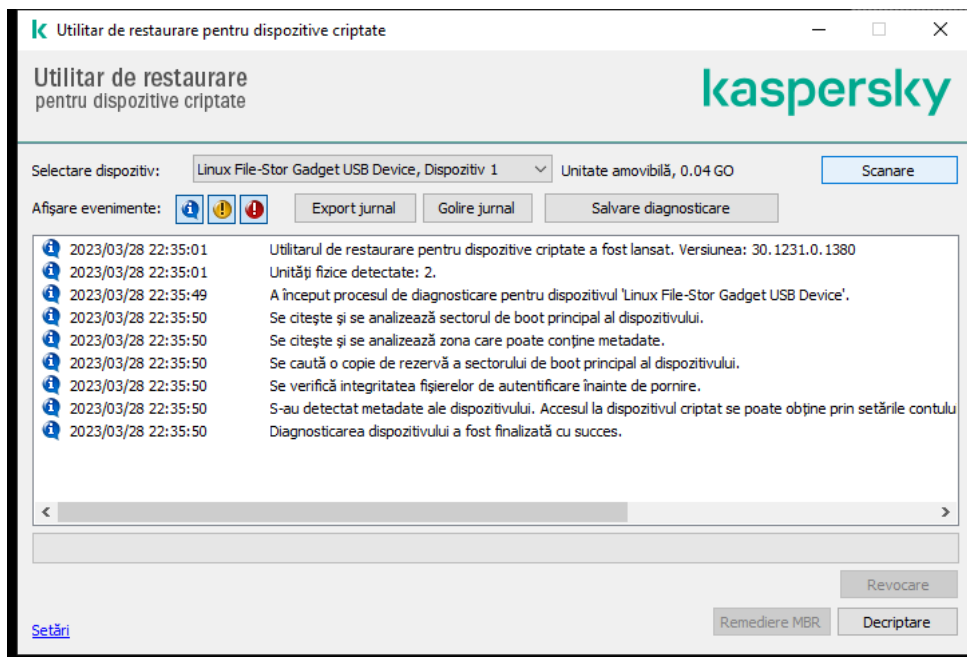 Utilitar de restaurare pentru dispozitive criptate
Utilitar de restaurare
pentru dispozitive criptate
kaspersky
Selectare dispozitiv: Linux File-Stor Gadget USB Device, Dispozitiv 1 Unitate amovibilă, 0.04 GO Scanare
Afișare evenimente: Export jurnal Golire jurnal Salvare diagnosticare
2023/03/28 22:35:01 Utilitarul de restaurare pentru dispozitive criptate a fost lansat. Versiunea: 30.1231.0.1380
2023/03/28 22:35:01 Unități fizice detectate: 2.
2023/03/28 22:35:49 A început procesul de diagnosticare pentru dispozitivul 'Linux File-Stor Gadget USB Device'.
2023/03/28 22:35:50 Se citește și se analizează sectorul de boot principal al dispozitivului.
2023/03/28 22:35:50 Se citește și se analizează zona care poate conține metadate.
2023/03/28 22:35:50 Se caută o copie de rezervă a sectorului de boot principal al dispozitivului.
2023/03/28 22:35:50 Se verifică integritatea fișierelor de autentificare înainte de pornire.
2023/03/28 22:35:50 S-au detectat metadate ale dispozitivului. Accesul la dispozitivul criptat se poate obține prin setările contulu
2023/03/28 22:35:50 Diagnosticarea dispozitivului a fost finalizată cu succes.
Revocare
Setări Remediere MBR Decriptare